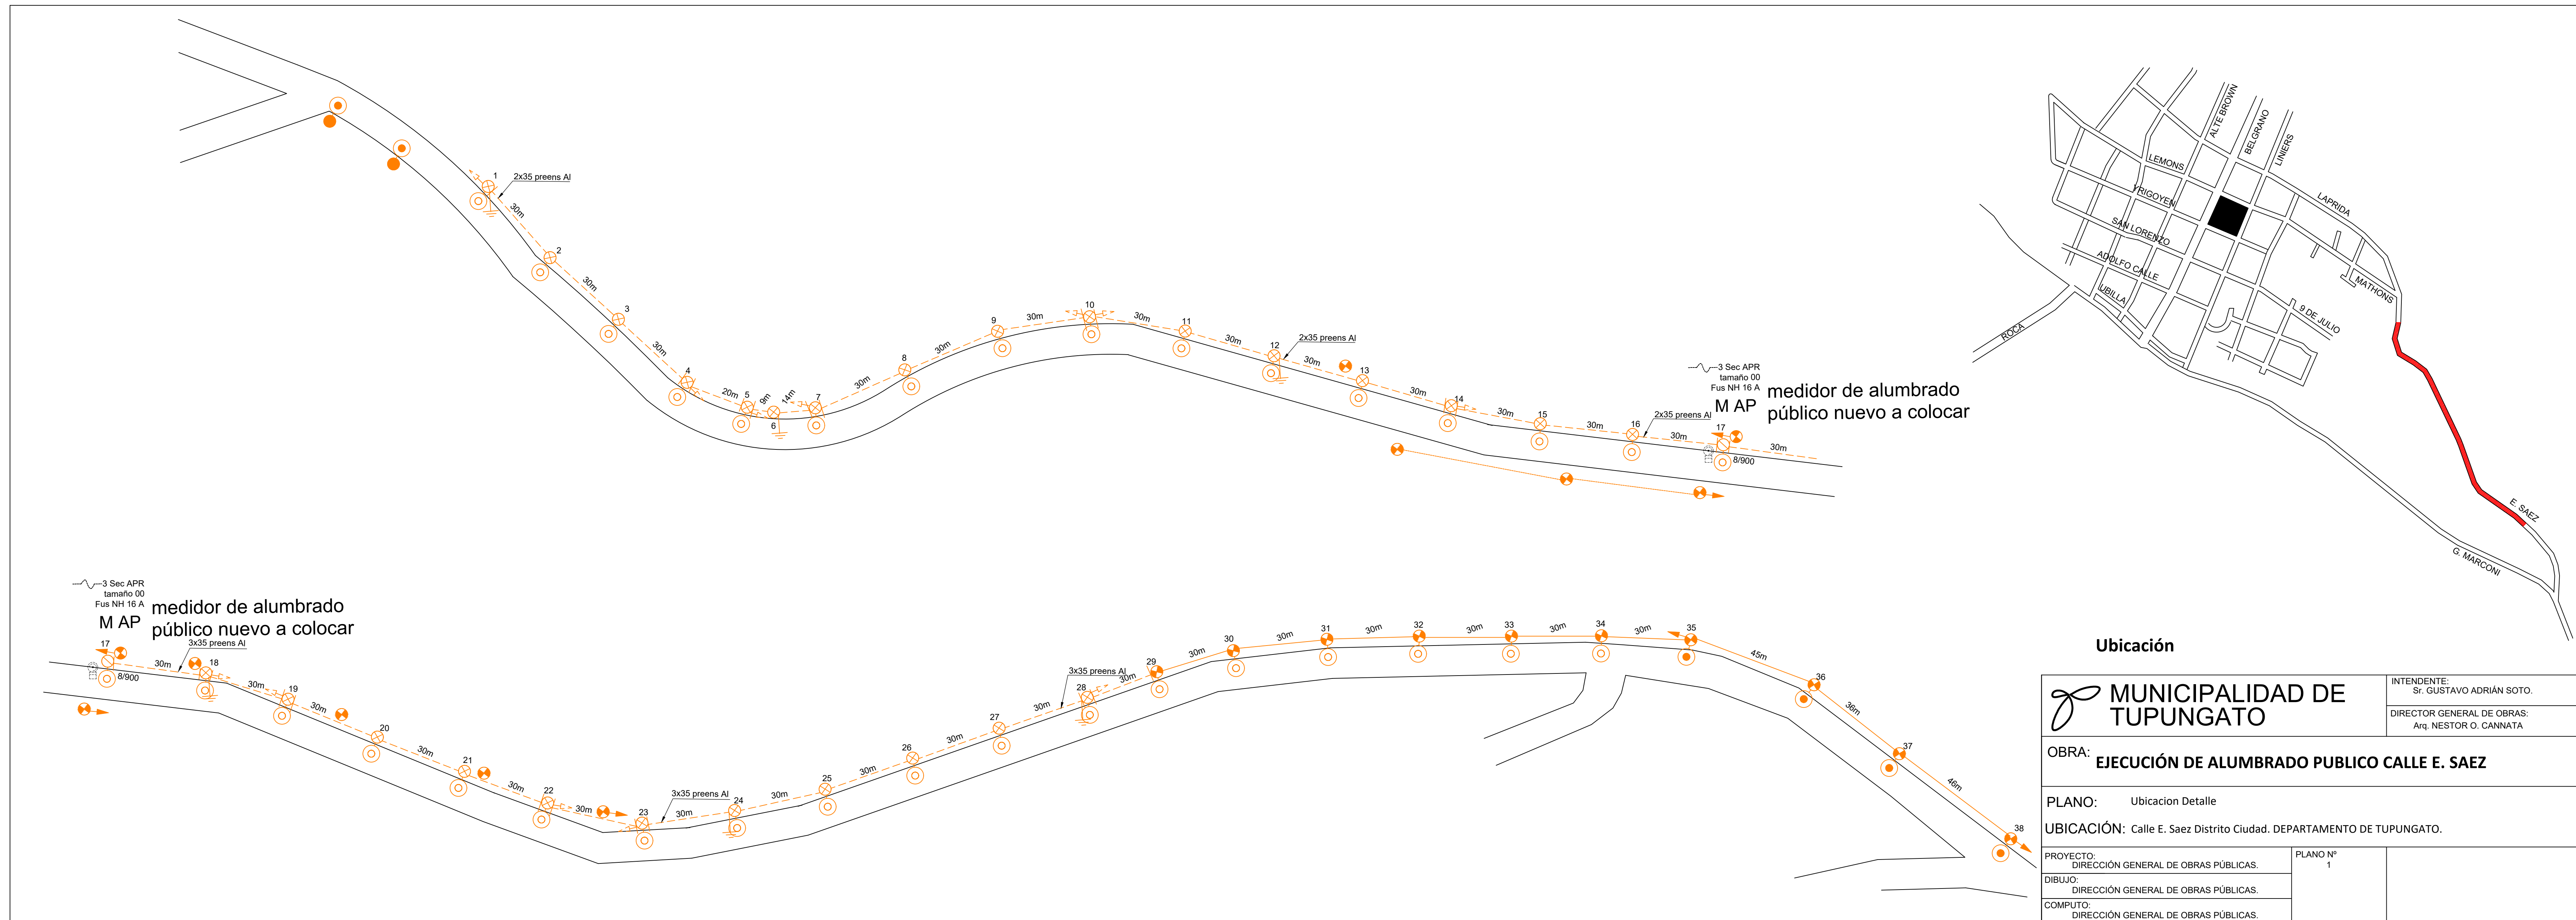 1
2x35 preens Al
30m
2
30m
3
30m
4
20m
5
9m
6
14m
7
30m
8
30m
9
30m
10
30m
11
30m
12
2x35 preens Al
30m
13
30m
14
30m
15
30m
16
2x35 preens Al
30m
17
8/900
30m
3 Sec APR
tamaño 00
Fus NH 16 A
M AP
medidor de alumbrado
público nuevo a colocar
3 Sec APR
tamaño 00
Fus NH 16 A
M AP
medidor de alumbrado
público nuevo a colocar
17
8/900
3x35 preens Al
30m
18
30m
19
30m
20
30m
21
30m
22
30m
23
3x35 preens Al
30m
24
30m
25
30m
26
30m
27
30m
3x35 preens Al
28
30m
29
30m
30
30m
31
30m
32
30m
33
30m
34
30m
35
45m
36
36m
37
46m
38
ALTE BROWN
BELGRANO
LINIERS
LEMONS
YRIGOYEN
SAN LORENZO
ADOLFO CALLE
UBILLA
LAPRIDA
MATHONS
9 DE JULIO
ROCA
E. SAEZ
G. MARCONI
Ubicación
MUNICIPALIDAD DE
TUPUNGATO
INTENDENTE:
Sr. GUSTAVO ADRIÁN SOTO.
DIRECTOR GENERAL DE OBRAS:
Arq. NESTOR O. CANNATA
OBRA: EJECUCIÓN DE ALUMBRADO PUBLICO CALLE E. SAEZ
PLANO: Ubicacion Detalle
UBICACIÓN: Calle E. Saez Distrito Ciudad. DEPARTAMENTO DE TUPUNGATO.
PROYECTO:
DIRECCIÓN GENERAL DE OBRAS PÚBLICAS.
DIBUJO:
DIRECCIÓN GENERAL DE OBRAS PÚBLICAS.
COMPUTO:
DIRECCIÓN GENERAL DE OBRAS PÚBLICAS.
PLANO Nº
1